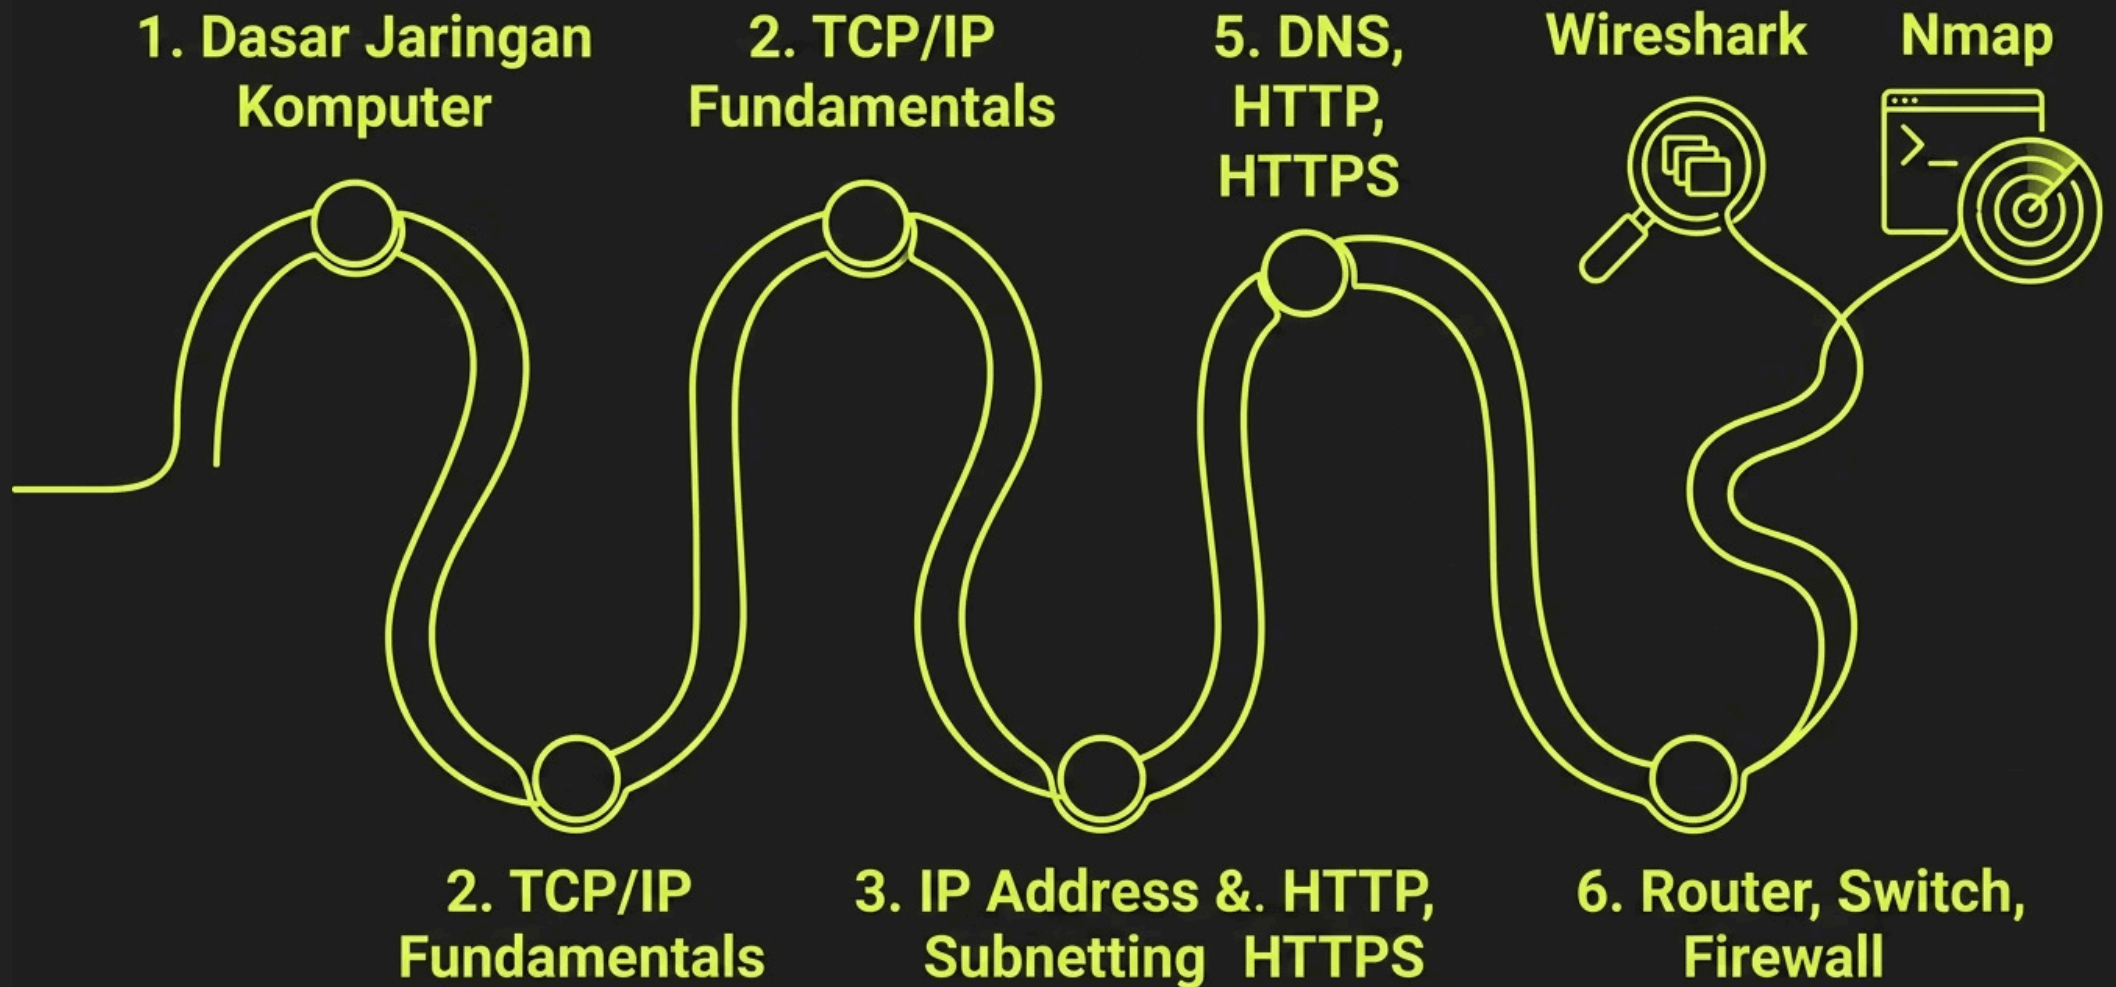 1. Dasar Jaringan
Komputer
2. TCP/IP
Fundamentals
5. DNS,
HTTP,
HTTPS
Wireshark
Nmap
2. TCP/IP
Fundamentals
3. IP Address &. HTTP,
Subnetting HTTPS
6. Router, Switch,
Firewall